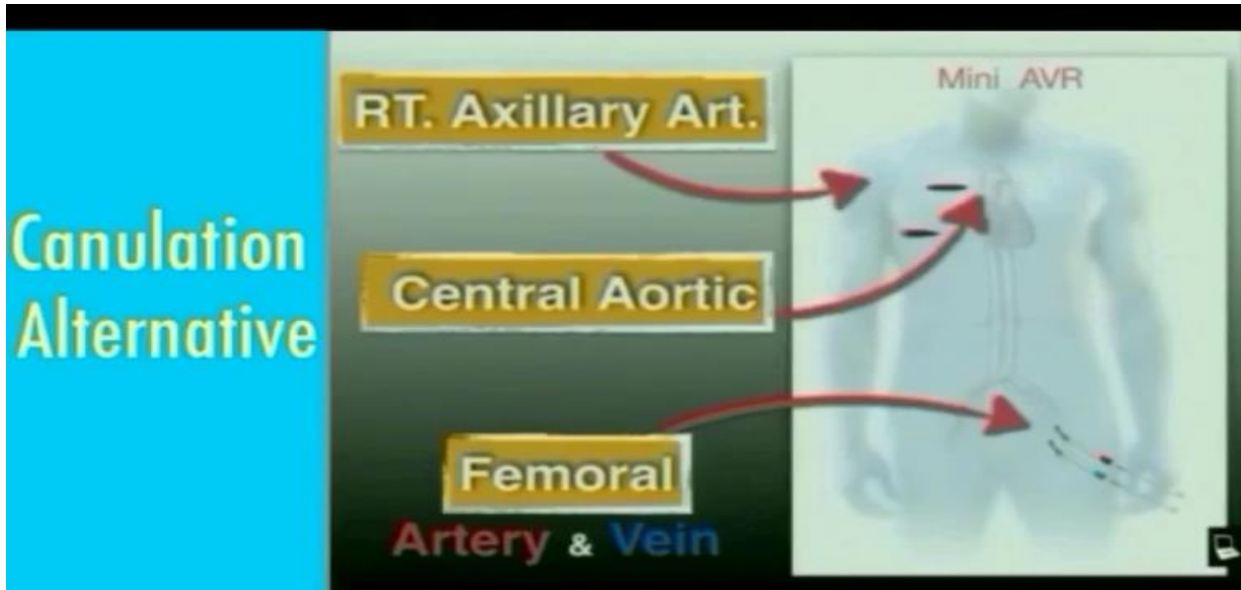 Canulation
Alternative
RT. Axillary Art.
Central Aortic
Femoral
Artery & Vein
Mini AVR